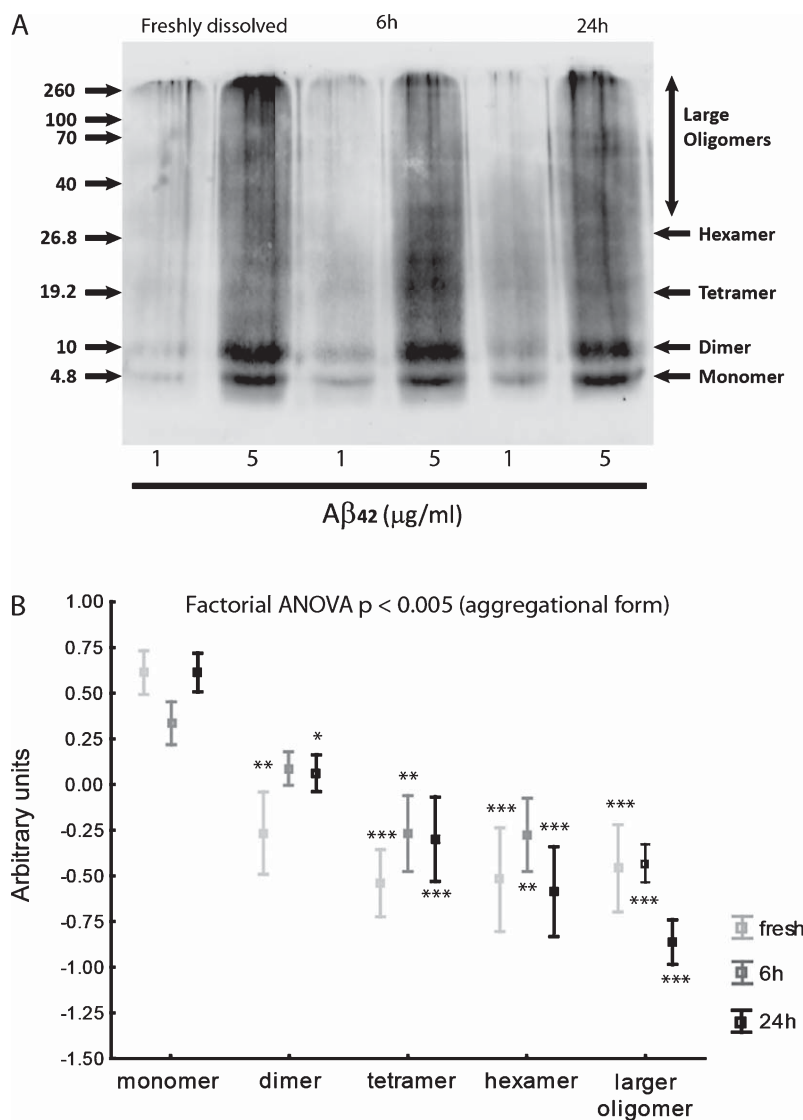 A
Freshly dissolved 6h 24h
260
100
70
40
26.8
19.2
10
4.8
Large
Oligomers
Hexamer
Tetramer
Dimer
Monomer
1 5 1 5 1 5
Aβ42 (μg/ml)
B
Factorial ANOVA p < 0.005 (aggregational form)
Arbitrary units
1.00
0.75
0.50
0.25
0.00
-0.25
-0.50
-0.75
-1.00
-1.25
-1.50
** *
*** ** ***
*** ** ***
*** *** ***
monomer dimer tetramer hexamer larger
oligomer
fresh
6h
24h